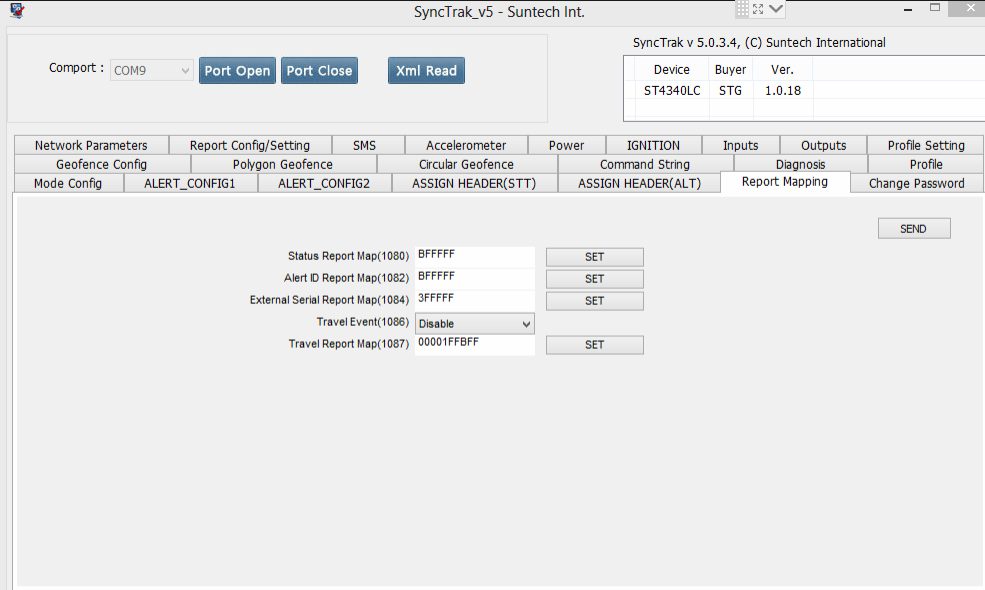 SyncTrak_v5 - Suntech Int.
SyncTrak v 5.0.3.4, (C) Suntech International
Comport : COM9 Port Open Port Close Xml Read
Device Buyer Ver.
ST4340LC STG 1.0.18
Network Parameters Report Config/Setting SMS Accelerometer Power IGNITION Inputs Outputs Profile Setting
Geofence Config Polygon Geofence Circular Geofence Command String Diagnosis Profile
Mode Config ALERT_CONFIG1 ALERT_CONFIG2 ASSIGN HEADER(STT) ASSIGN HEADER(ALT) Report Mapping Change Password
SEND
Status Report Map(1080) BFFFFF SET
Alert ID Report Map(1082) BFFFFF SET
External Serial Report Map(1084) 3FFFFF SET
Travel Event(1086) Disable
Travel Report Map(1087) 00001FFBFF SET